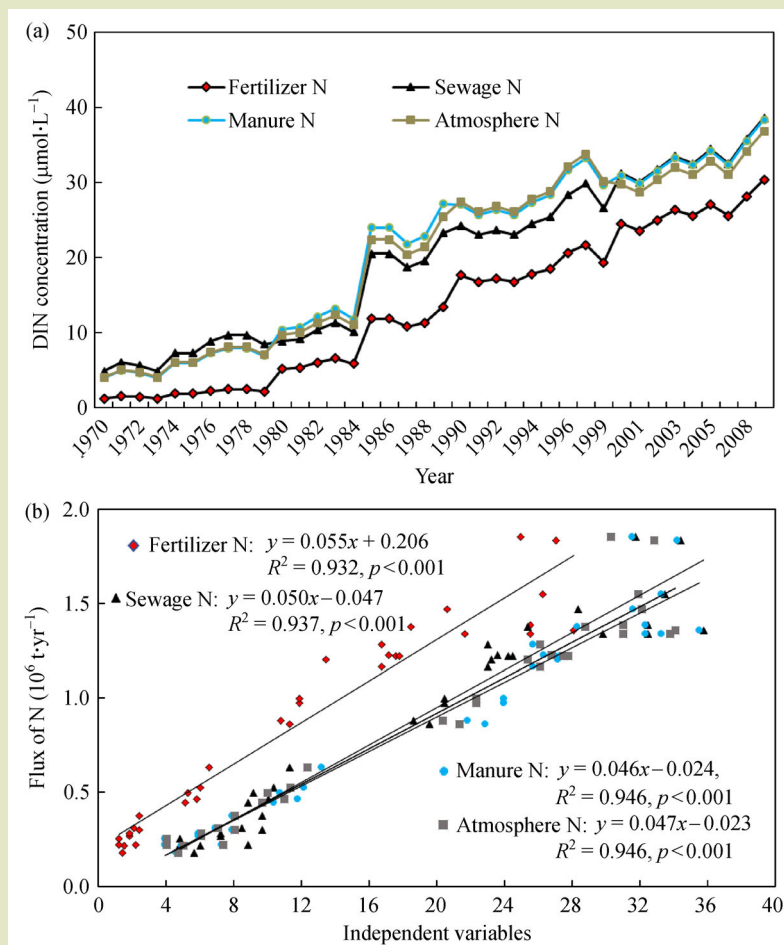 (a)
50
40
30
20
10
0
DIN concentration (μmol·L⁻¹)
Fertilizer N
Sewage N
Manure N
Atmosphere N
1970
1972
1974
1976
1978
1980
1982
1984
1986
1988
1990
1992
1994
1996
1999
2001
2003
2005
2008
Year
(b)
2.0
1.5
1.0
0.5
0.0
Flux of N (10⁶ t·yr⁻¹)
Fertilizer N: y = 0.055x + 0.206
R² = 0.932, p<0.001
Sewage N: y = 0.050x−0.047
R² = 0.937, p<0.001
Manure N: y = 0.046x−0.024,
R² = 0.946, p<0.001
Atmosphere N: y = 0.047x−0.023
R² = 0.946, p<0.001
0 4 8 12 16 20 24 28 32 36 40
Independent variables